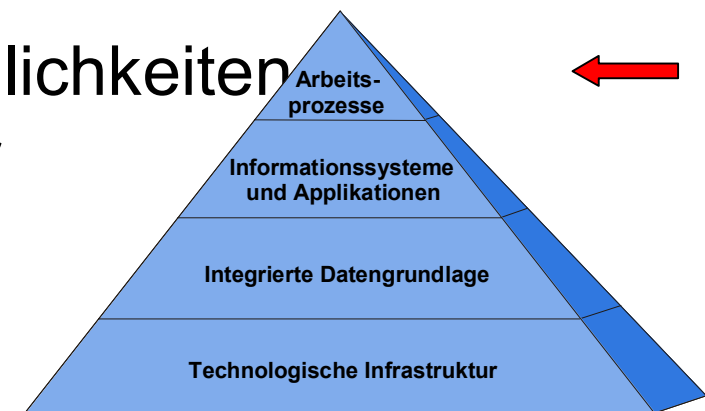 lichkeiten
Arbeits-
prozesse
Informationssysteme
und Applikationen
Integrierte Datengrundlage
Technologische Infrastruktur